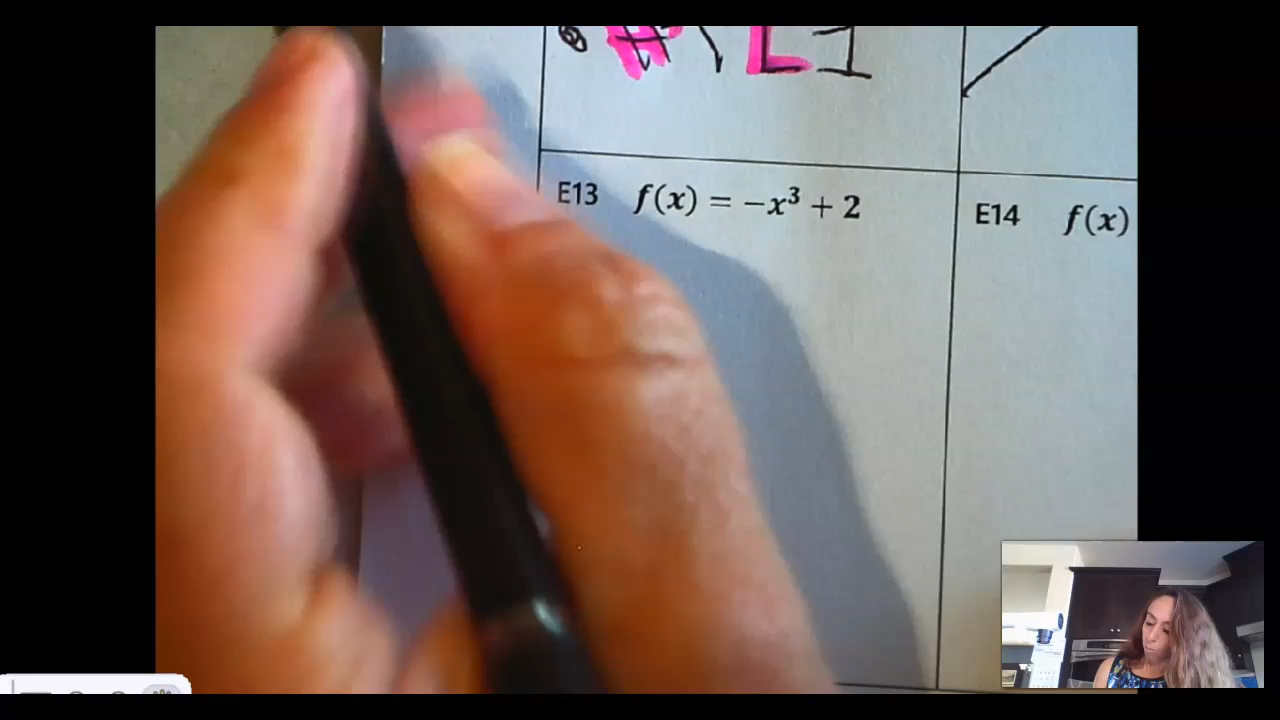 E13 f(x) = −x³ + 2
E14 f(x)